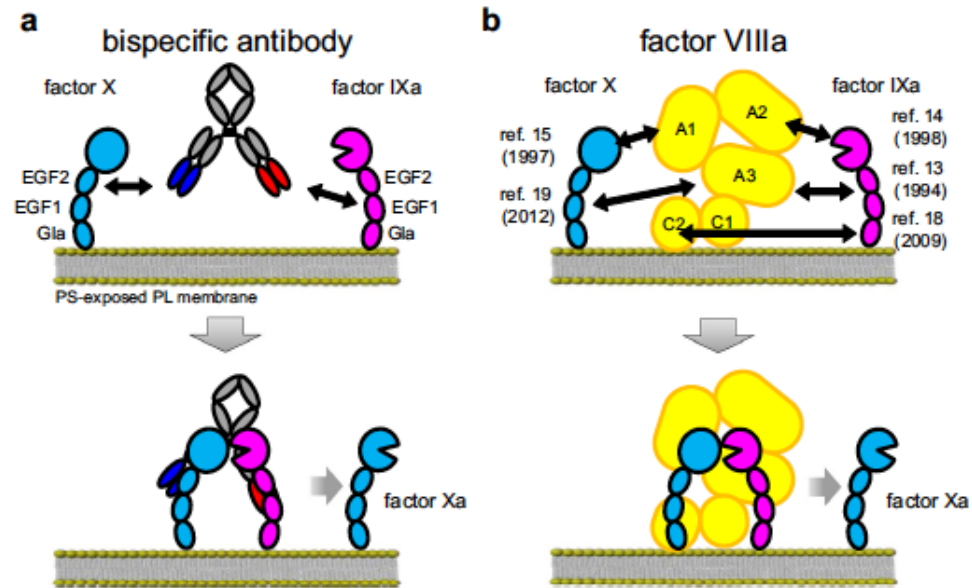 a
bispecific antibody
factor X
factor IXa
EGF2
EGF1
Gla
EGF2
EGF1
Gla
PS-exposed PL membrane
factor Xa
b
factor VIIIa
factor X
factor IXa
ref. 15
(1997)
ref. 19
(2012)
A1
A2
A3
C2
C1
ref. 14
(1998)
ref. 13
(1994)
ref. 18
(2009)
factor Xa